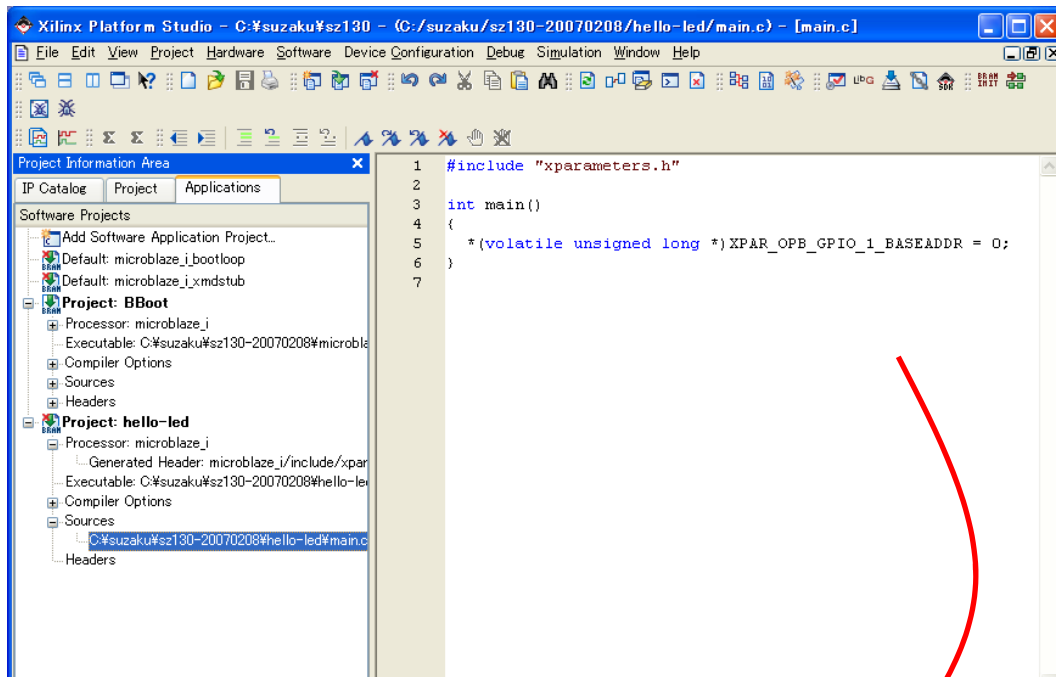 Xilinx Platform Studio - C:¥suzaku¥sz130 - (C:/suzaku/sz130-20070208/hello-led/main.c) - [main.c]
File Edit View Project Hardware Software Device Configuration Debug Simulation Window Help
Project Information Area
IP Catalog Project Applications
Software Projects
Add Software Application Project...
Default: microblaze_i_bootloop
Default: microblaze_i_xmdstub
Project: BBoot
Processor: microblaze_i
Executable: C:¥suzaku¥sz130-20070208¥microbla
Compiler Options
Sources
Headers
Project: hello-led
Processor: microblaze_i
Generated Header: microblaze_i/include/xpar
Executable: C:¥suzaku¥sz130-20070208¥hello-le
Compiler Options
Sources
C:¥suzaku¥sz130-20070208¥hello-led¥main.c
Headers
1 #include "xparameters.h"
2
3 int main()
4 {
5 *(volatile unsigned long *)XPAR_OPB_GPIO_1_BASEADDR = 0;
6 }
7